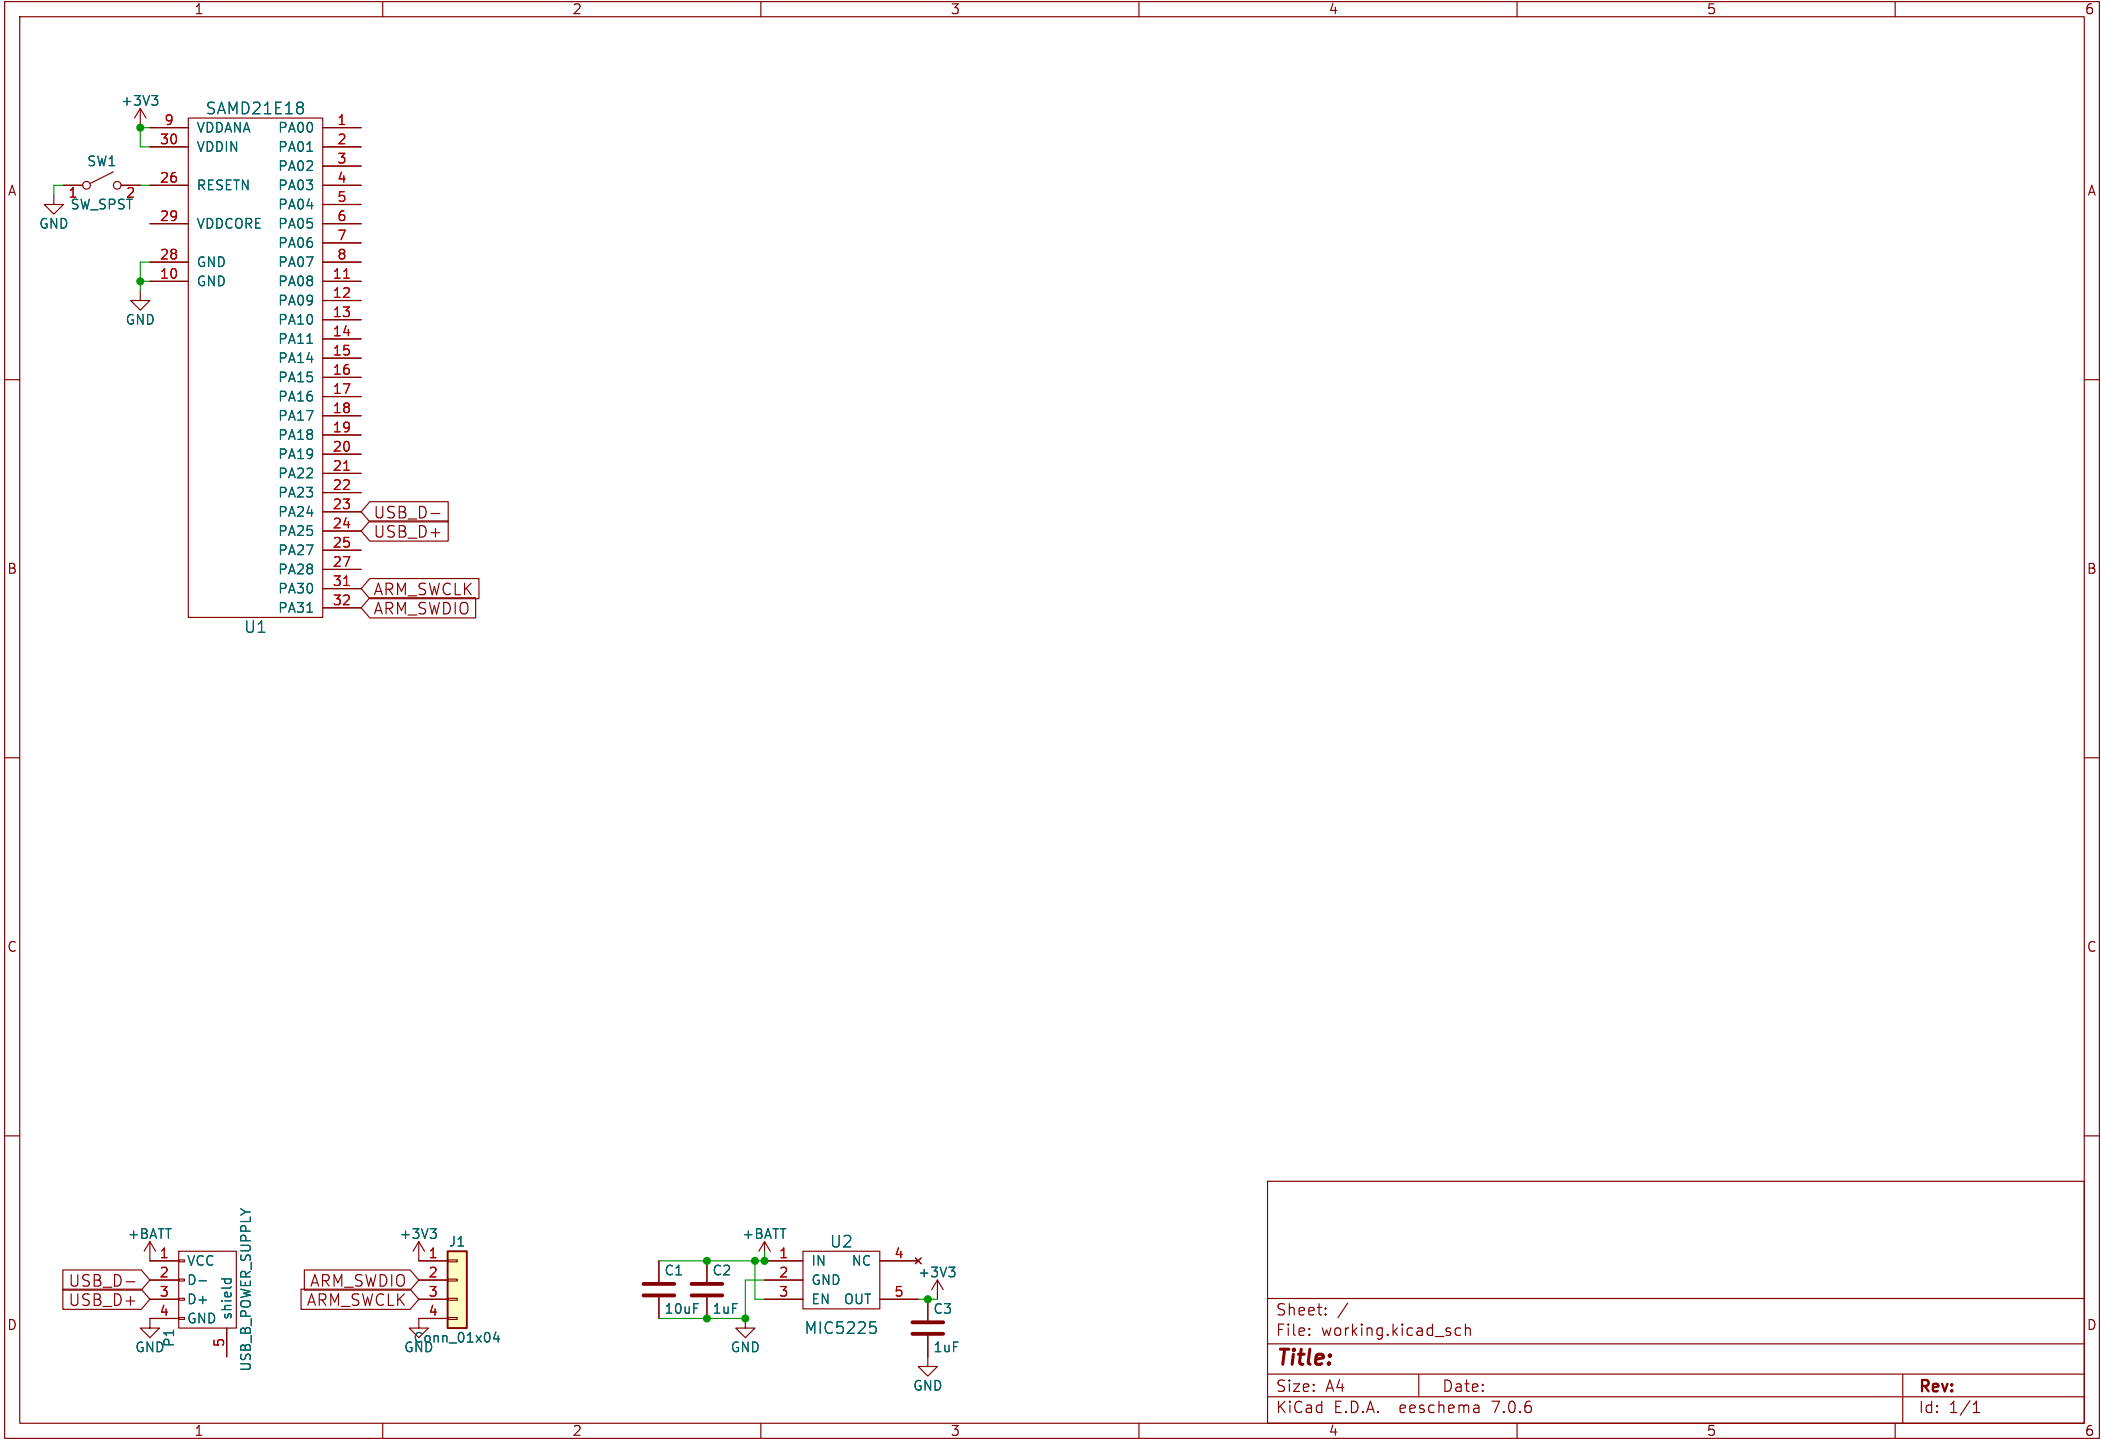 1 2 3 4 5 6
A A
B B
C C
D D
+3V3
SAMD21E18
9 VDDANA PA00 1
30 VDDIN PA01 2
PA02 3
SW1
1 2 26 RESETN PA03 4
SW_SPST
PA04 5
GND
29 VDDCORE PA05 6
PA06 7
28 GND PA07 8
10 GND PA08 11
PA09 12
GND
PA10 13
PA11 14
PA14 15
PA15 16
PA16 17
PA17 18
PA18 19
PA19 20
PA22 21
PA23 22
PA24 23 USB_D-
PA25 24 USB_D+
PA27 25
PA28 27
PA30 31 ARM_SWCLK
PA31 32 ARM_SWDIO
U1
+BATT
1 VCC
USB_D- 2 D-
USB_D+ 3 D+
4 GND
GND
P1
shield
5
USB_B_POWER_SUPPLY
+3V3
J1
1
ARM_SWDIO 2
ARM_SWCLK 3
4
GND
Conn_01x04
+BATT
U2
C1 C2
10uF 1uF
1 IN NC 4
2 GND
3 EN OUT 5
MIC5225
GND
+3V3
C3
1uF
GND
Sheet: /
File: working.kicad_sch
Title:
Size: A4 Date: Rev:
KiCad E.D.A. eeschema 7.0.6 Id: 1/1
1 2 3 4 5 6